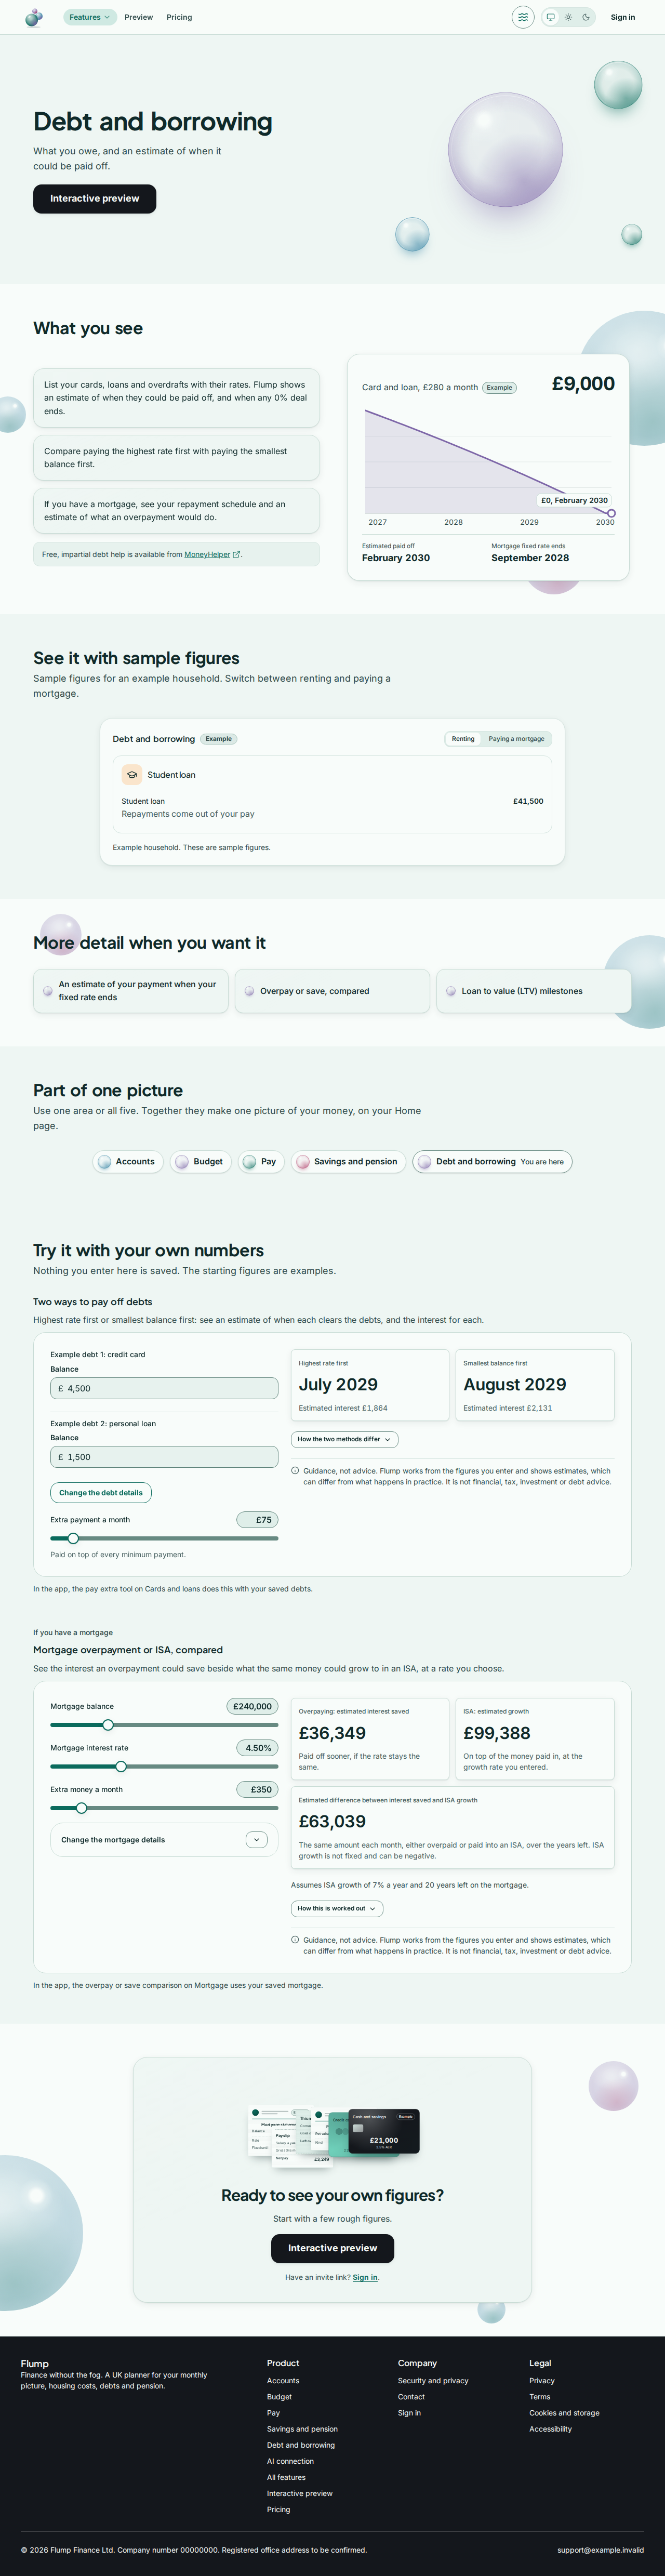 Features
Preview
Pricing
Sign in
Debt and borrowing
What you owe, and an estimate of when it
could be paid off.
Interactive preview
What you see
List your cards, loans and overdrafts with their rates. Flump shows
an estimate of when they could be paid off, and when any 0% deal
ends.
Compare paying the highest rate first with paying the smallest
balance first.
If you have a mortgage, see your repayment schedule and an
estimate of what an overpayment would do.
Free, impartial debt help is available from MoneyHelper.
Card and loan, £280 a month Example £9,000
£0, February 2030
2027 2028 2029 2030
Estimated paid off
February 2030
Mortgage fixed rate ends
September 2028
See it with sample figures
Sample figures for an example household. Switch between renting and paying a
mortgage.
Debt and borrowing Example
Renting Paying a mortgage
Student loan
Student loan £41,500
Repayments come out of your pay
Example household. These are sample figures.
More detail when you want it
An estimate of your payment when your
fixed rate ends
Overpay or save, compared
Loan to value (LTV) milestones
Part of one picture
Use one area or all five. Together they make one picture of your money, on your Home
page.
Accounts
Budget
Pay
Savings and pension
Debt and borrowing You are here
Try it with your own numbers
Nothing you enter here is saved. The starting figures are examples.
Two ways to pay off debts
Highest rate first or smallest balance first: see an estimate of when each clears the debts, and the interest for each.
Example debt 1: credit card
Balance
£ 4,500
Example debt 2: personal loan
Balance
£ 1,500
Change the debt details
Extra payment a month £75
Paid on top of every minimum payment.
Highest rate first
July 2029
Estimated interest £1,864
Smallest balance first
August 2029
Estimated interest £2,131
How the two methods differ
Guidance, not advice. Flump works from the figures you enter and shows estimates, which
can differ from what happens in practice. It is not financial, tax, investment or debt advice.
In the app, the pay extra tool on Cards and loans does this with your saved debts.
If you have a mortgage
Mortgage overpayment or ISA, compared
See the interest an overpayment could save beside what the same money could grow to in an ISA, at a rate you choose.
Mortgage balance £240,000
Mortgage interest rate 4.50%
Extra money a month £350
Change the mortgage details
Overpaying: estimated interest saved
£36,349
Paid off sooner, if the rate stays the
same.
ISA: estimated growth
£99,388
On top of the money paid in, at the
growth rate you entered.
Estimated difference between interest saved and ISA growth
£63,039
The same amount each month, either overpaid or paid into an ISA, over the years left. ISA
growth is not fixed and can be negative.
Assumes ISA growth of 7% a year and 20 years left on the mortgage.
How this is worked out
Guidance, not advice. Flump works from the figures you enter and shows estimates, which
can differ from what happens in practice. It is not financial, tax, investment or debt advice.
In the app, the overpay or save comparison on Mortgage uses your saved mortgage.
Balance
Rate
Payslip
£3,249
Cash and savings Example
£21,000
Ready to see your own figures?
Start with a few rough figures.
Interactive preview
Have an invite link? Sign in.
Flump
Finance without the fog. A UK planner for your monthly
picture, housing costs, debts and pension.
Product
Accounts
Budget
Pay
Savings and pension
Debt and borrowing
AI connection
All features
Interactive preview
Pricing
Company
Security and privacy
Contact
Sign in
Legal
Privacy
Terms
Cookies and storage
Accessibility
© 2026 Flump Finance Ltd. Company number 00000000. Registered office address to be confirmed.
support@example.invalid